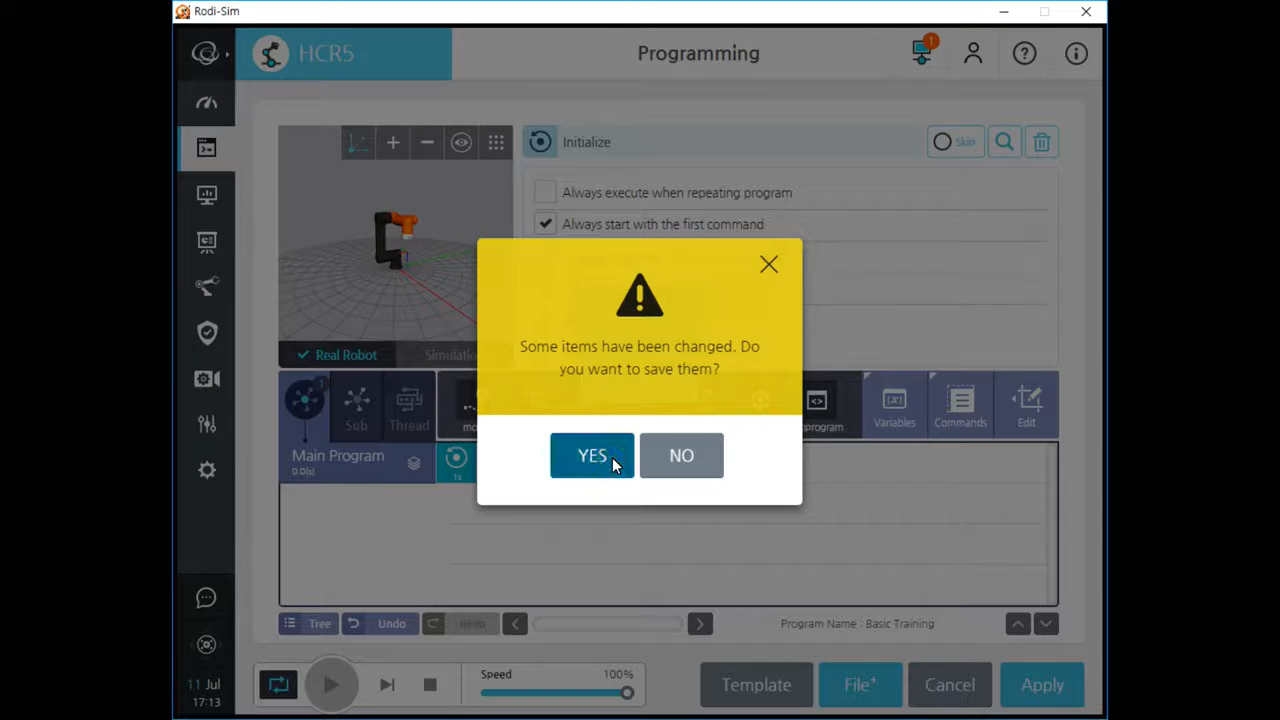 Rodi-Sim
HCR5
Programming
1
Initialize
Skip
Always execute when repeating program
Always start with the first command
Some items have been changed. Do
you want to save them?
YES
NO
Real Robot
Sub
Thread
Variables
Commands
Edit
Main Program
0.0(s)
1s
Tree
Undo
Program Name : Basic Training
Speed
100%
Template
File+
Cancel
Apply
11 Jul
17:13